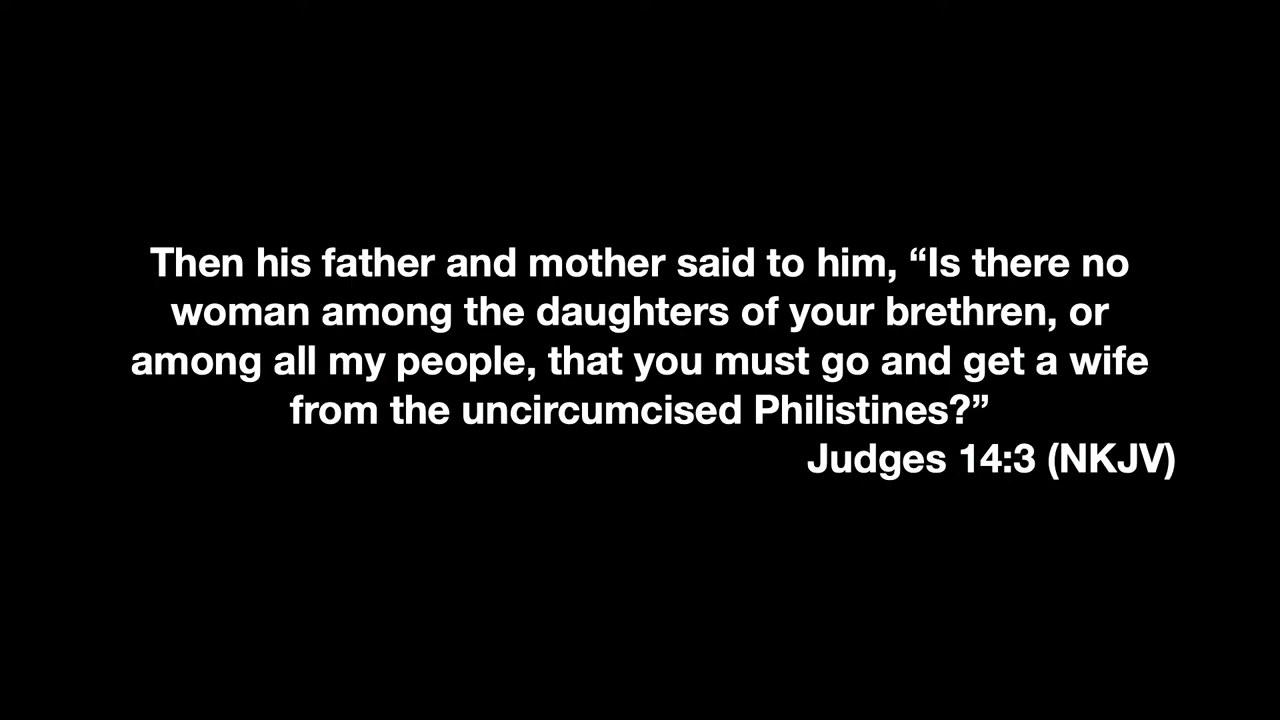 Then his father and mother said to him, “Is there no
woman among the daughters of your brethren, or
among all my people, that you must go and get a wife
from the uncircumcised Philistines?”
Judges 14:3 (NKJV)